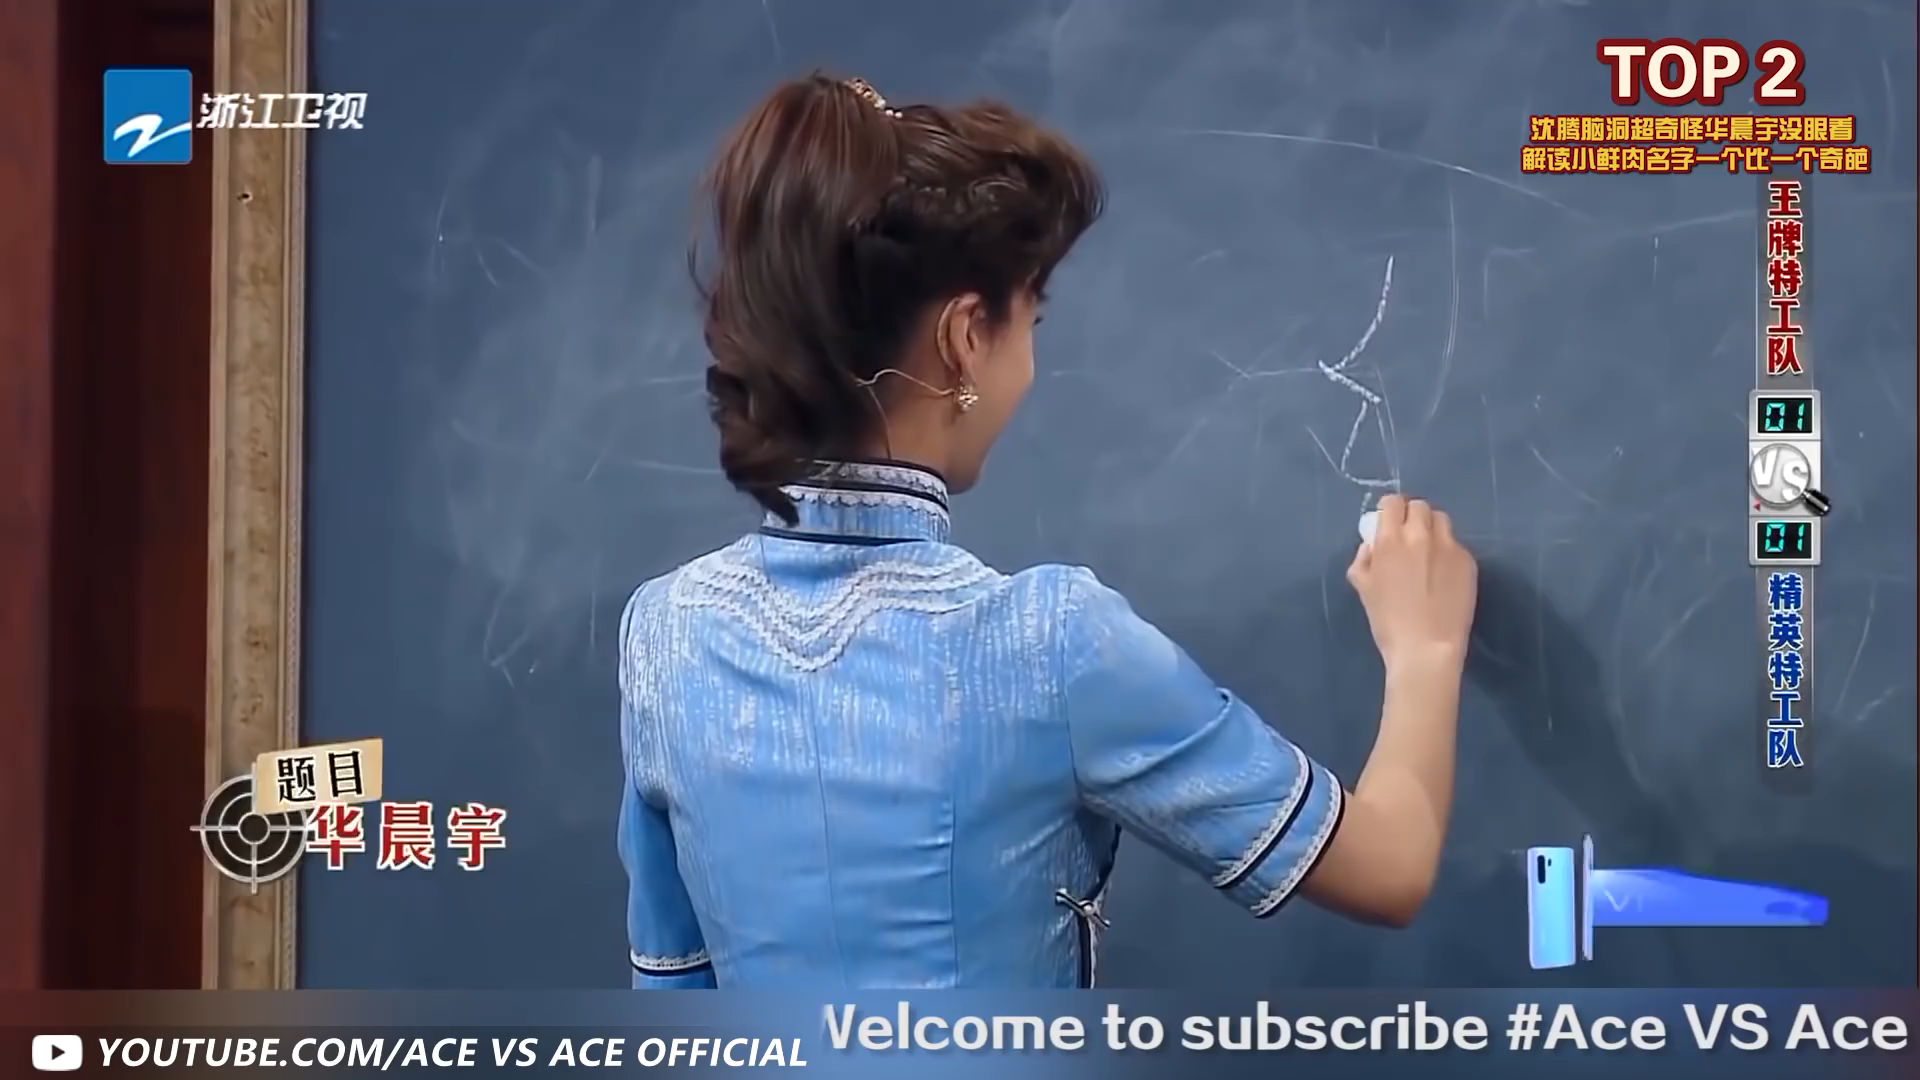 浙江卫视
TOP 2
沈腾脑洞超奇怪华晨宇没眼看
解读小鲜肉名字一个比一个奇葩
王牌特工队
01
VS
01
精英特工队
题目
华晨宇
Welcome to subscribe #Ace VS Ace
YOUTUBE.COM/ACE VS ACE OFFICIAL